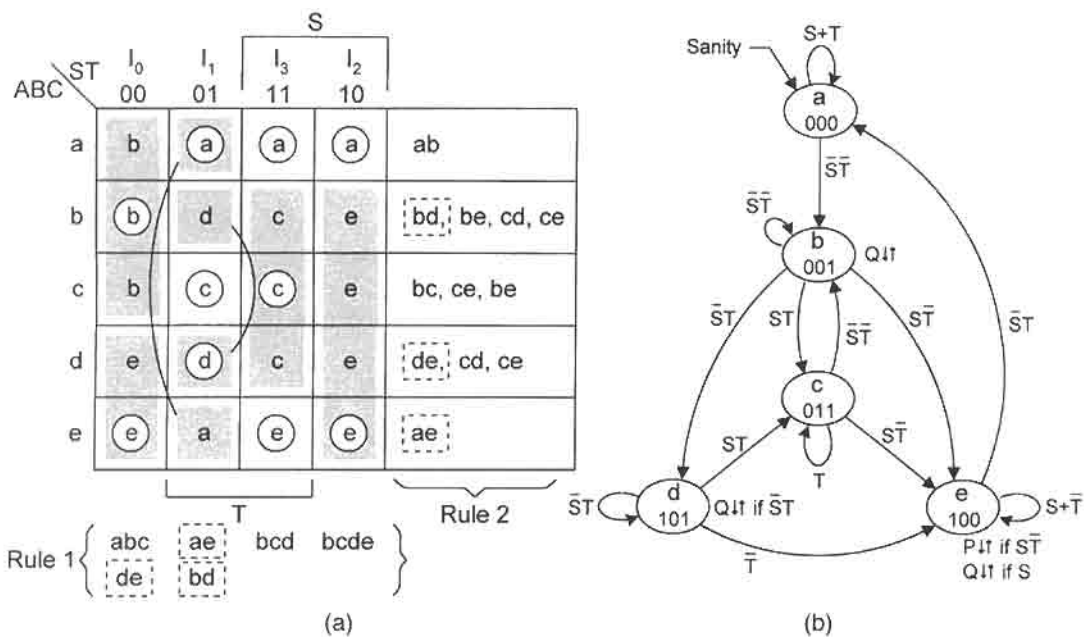 S
ST
I₀ I₁ I₃ I₂
ABC
00 01 11 10
a b a a a ab
b b d c e bd, be, cd, ce
c b c c e bc, ce, be
d e d c e de, cd, ce
e e a e e ae
T
Rule 2
Rule 1
abc ae bcd bcde
de bd
(a)
S+T
Sanity
a
000
S̄T̄
S̄T̄
b
001
Q↓↑
S̄T
ST
S̄T̄
ST̄
S̄T
c
011
ST
ST̄
T
S̄T
d
101
Q↓↑ if S̄T
e
100
S̄+T̄
T̄
P↓↑ if ST̄
Q↓↑ if S
(b)